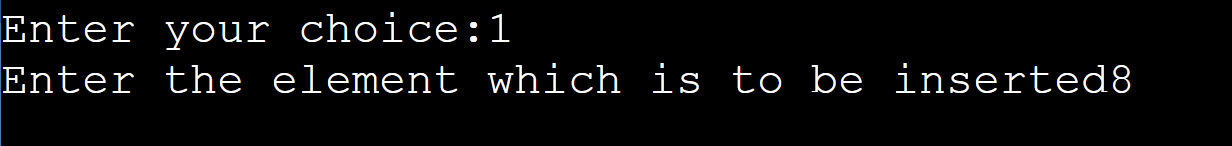 Enter your choice:1
Enter the element which is to be inserted8